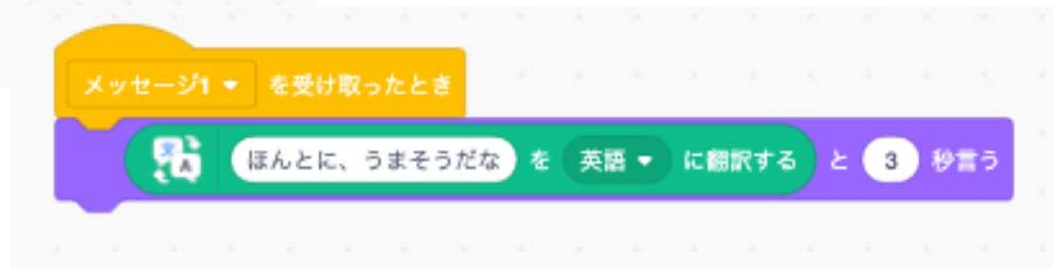 メッセージ1 を受け取ったとき
ほんとに、うまそうだな を 英語 に翻訳する と 3 秒言う